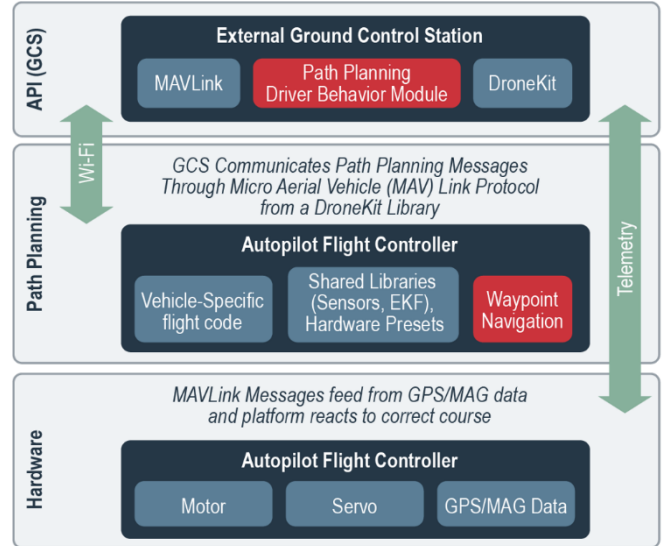 API (GCS)
External Ground Control Station
MAVLink
Path Planning
Driver Behavior Module
DroneKit
Wi-Fi
Telemetry
Path Planning
GCS Communicates Path Planning Messages
Through Micro Aerial Vehicle (MAV) Link Protocol
from a DroneKit Library
Autopilot Flight Controller
Vehicle-Specific
flight code
Shared Libraries
(Sensors, EKF),
Hardware Presets
Waypoint
Navigation
Hardware
MAVLink Messages feed from GPS/MAG data
and platform reacts to correct course
Autopilot Flight Controller
Motor
Servo
GPS/MAG Data